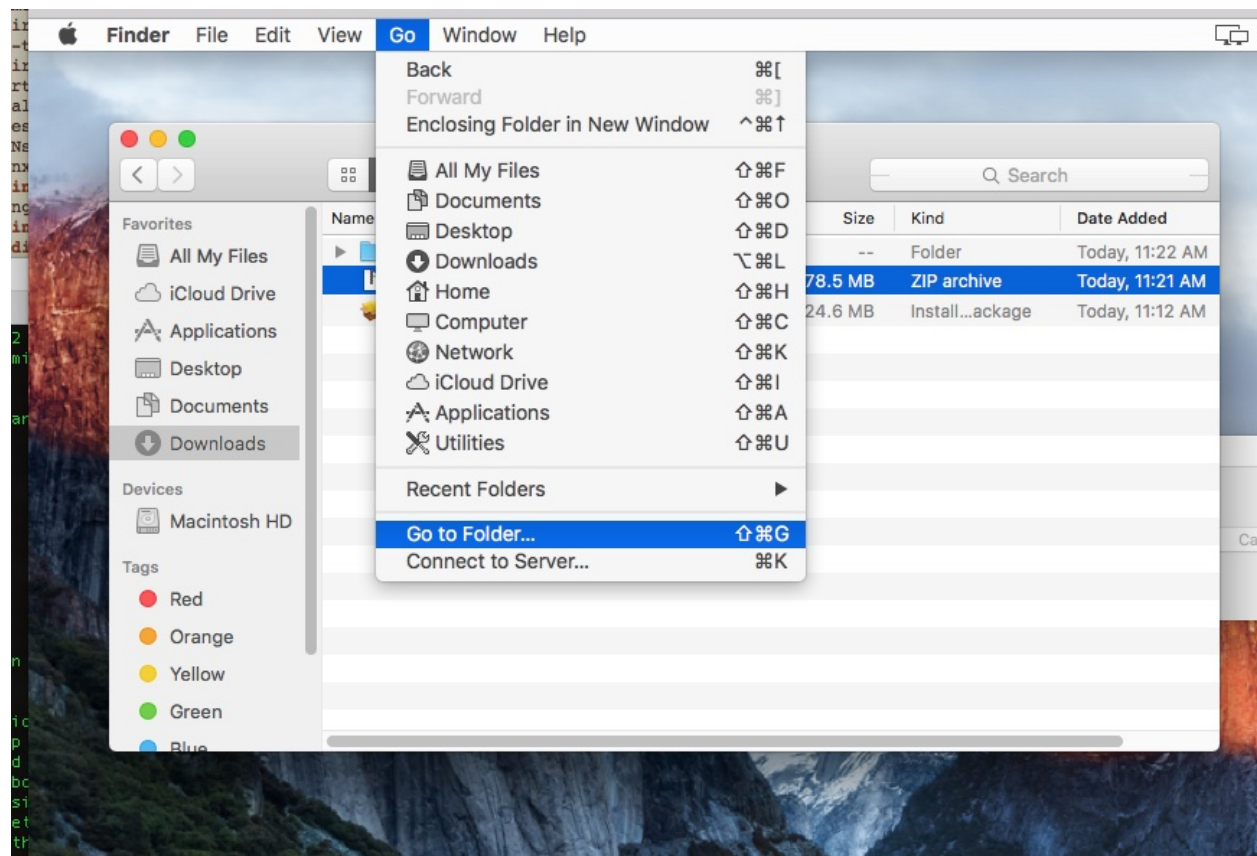 Finder File Edit View Go Window Help
Back ⌘[
Forward ⌘]
Enclosing Folder in New Window ^⌘↑
All My Files ⇧⌘F
Documents ⇧⌘O
Desktop ⇧⌘D
Downloads ⌥⌘L
Home ⇧⌘H
Computer ⇧⌘C
Network ⇧⌘K
iCloud Drive ⇧⌘I
Applications ⇧⌘A
Utilities ⇧⌘U
Recent Folders ▶
Go to Folder... ⇧⌘G
Connect to Server... ⌘K
Search
Favorites
All My Files
iCloud Drive
Applications
Desktop
Documents
Downloads
Devices
Macintosh HD
Tags
Red
Orange
Yellow
Green
Blue
Name Size Kind Date Added
-- Folder Today, 11:22 AM
78.5 MB ZIP archive Today, 11:21 AM
24.6 MB Install...ackage Today, 11:12 AM